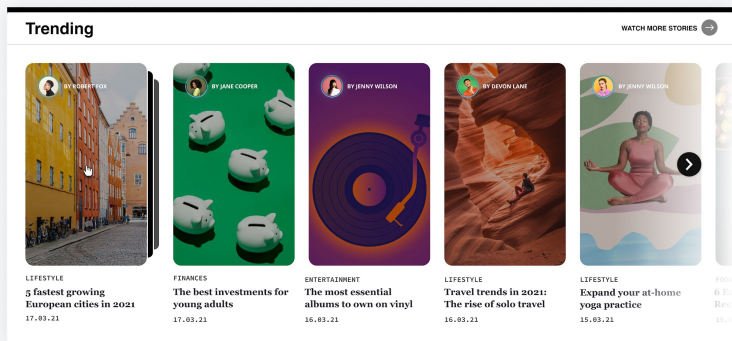 Trending
WATCH MORE STORIES
BY ROBERT FOX
BY JANE COOPER
BY JENNY WILSON
BY DEVON LANE
BY JENNY WILSON
LIFESTYLE
5 fastest growing
European cities in 2021
17.03.21
FINANCES
The best investments for
young adults
17.03.21
ENTERTAINMENT
The most essential
albums to own on vinyl
16.03.21
LIFESTYLE
Travel trends in 2021:
The rise of solo travel
16.03.21
LIFESTYLE
Expand your at-home
yoga practice
15.03.21